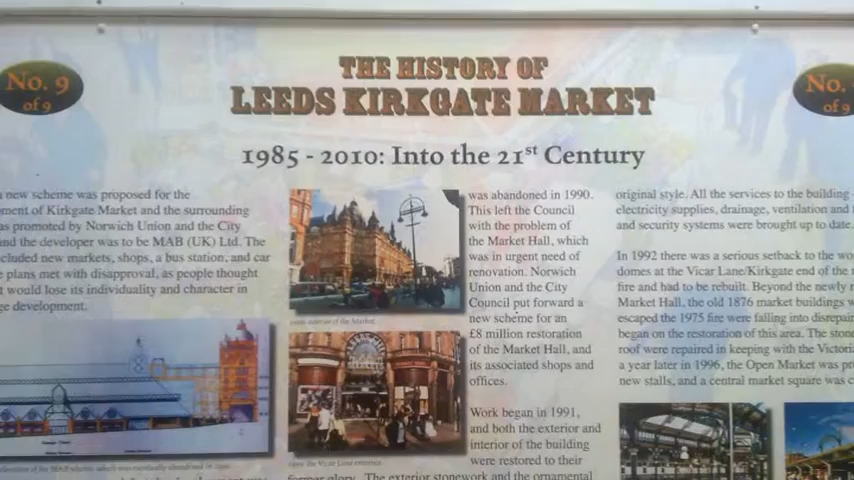 No. 9
of 9
THE HISTORY OF
LEEDS KIRKGATE MARKET
No.
of 9
1985 - 2010: Into the 21st Century
new scheme was proposed for the
ment of Kirkgate Market and the surrounding
as promoted by Norwich Union and the City
and the developer was to be MAB (UK) Ltd. The
cluded new markets, shops, a bus station, and car
e plans met with disapproval, as people thought
t would lose its individuality and character in
ge development.
was abandoned in 1990.
This left the Council
with the problem of
the Market Hall, which
was in urgent need of
renovation. Norwich
Union and the City
Council put forward a
new scheme for an
£8 million restoration
of the Market Hall, and
its associated shops and
offices.
Work began in 1991,
and both the exterior and
interior of the building
were restored to their
former glory. The exterior stonework and the ornamental
original style. All the services to the building
electricity supplies, drainage, ventilation and
and security systems were brought up to date.
In 1992 there was a serious setback to the wo
domes at the Vicar Lane/Kirkgate end of the
fire and had to be rebuilt. Beyond the newly r
Market Hall, the old 1876 market buildings w
escaped the 1975 fire were falling into disrepair
began on the restoration of this area. The stone
roof were repaired in keeping with the Victoria
a year later in 1996, the Open Market was pr
new stalls, and a central market square was c